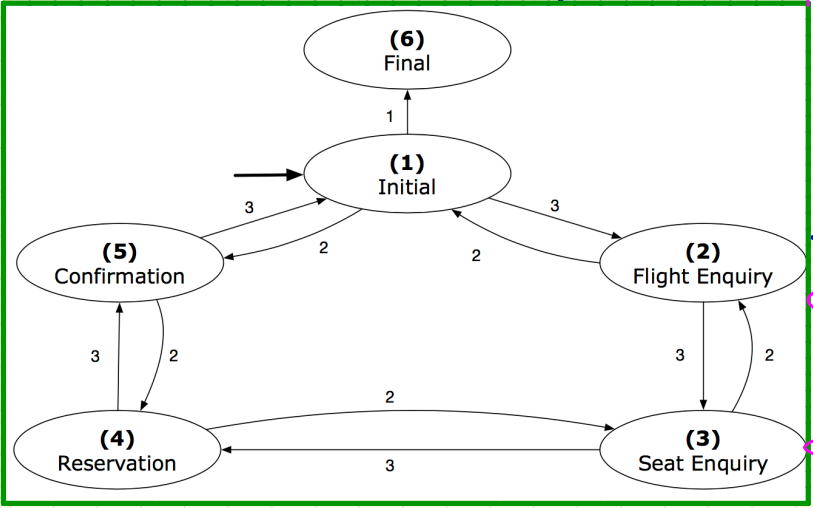 (6)
Final
1
(1)
Initial
3
3
2
2
(5)
Confirmation
(2)
Flight Enquiry
3
2
3
2
2
(4)
Reservation
(3)
Seat Enquiry
3